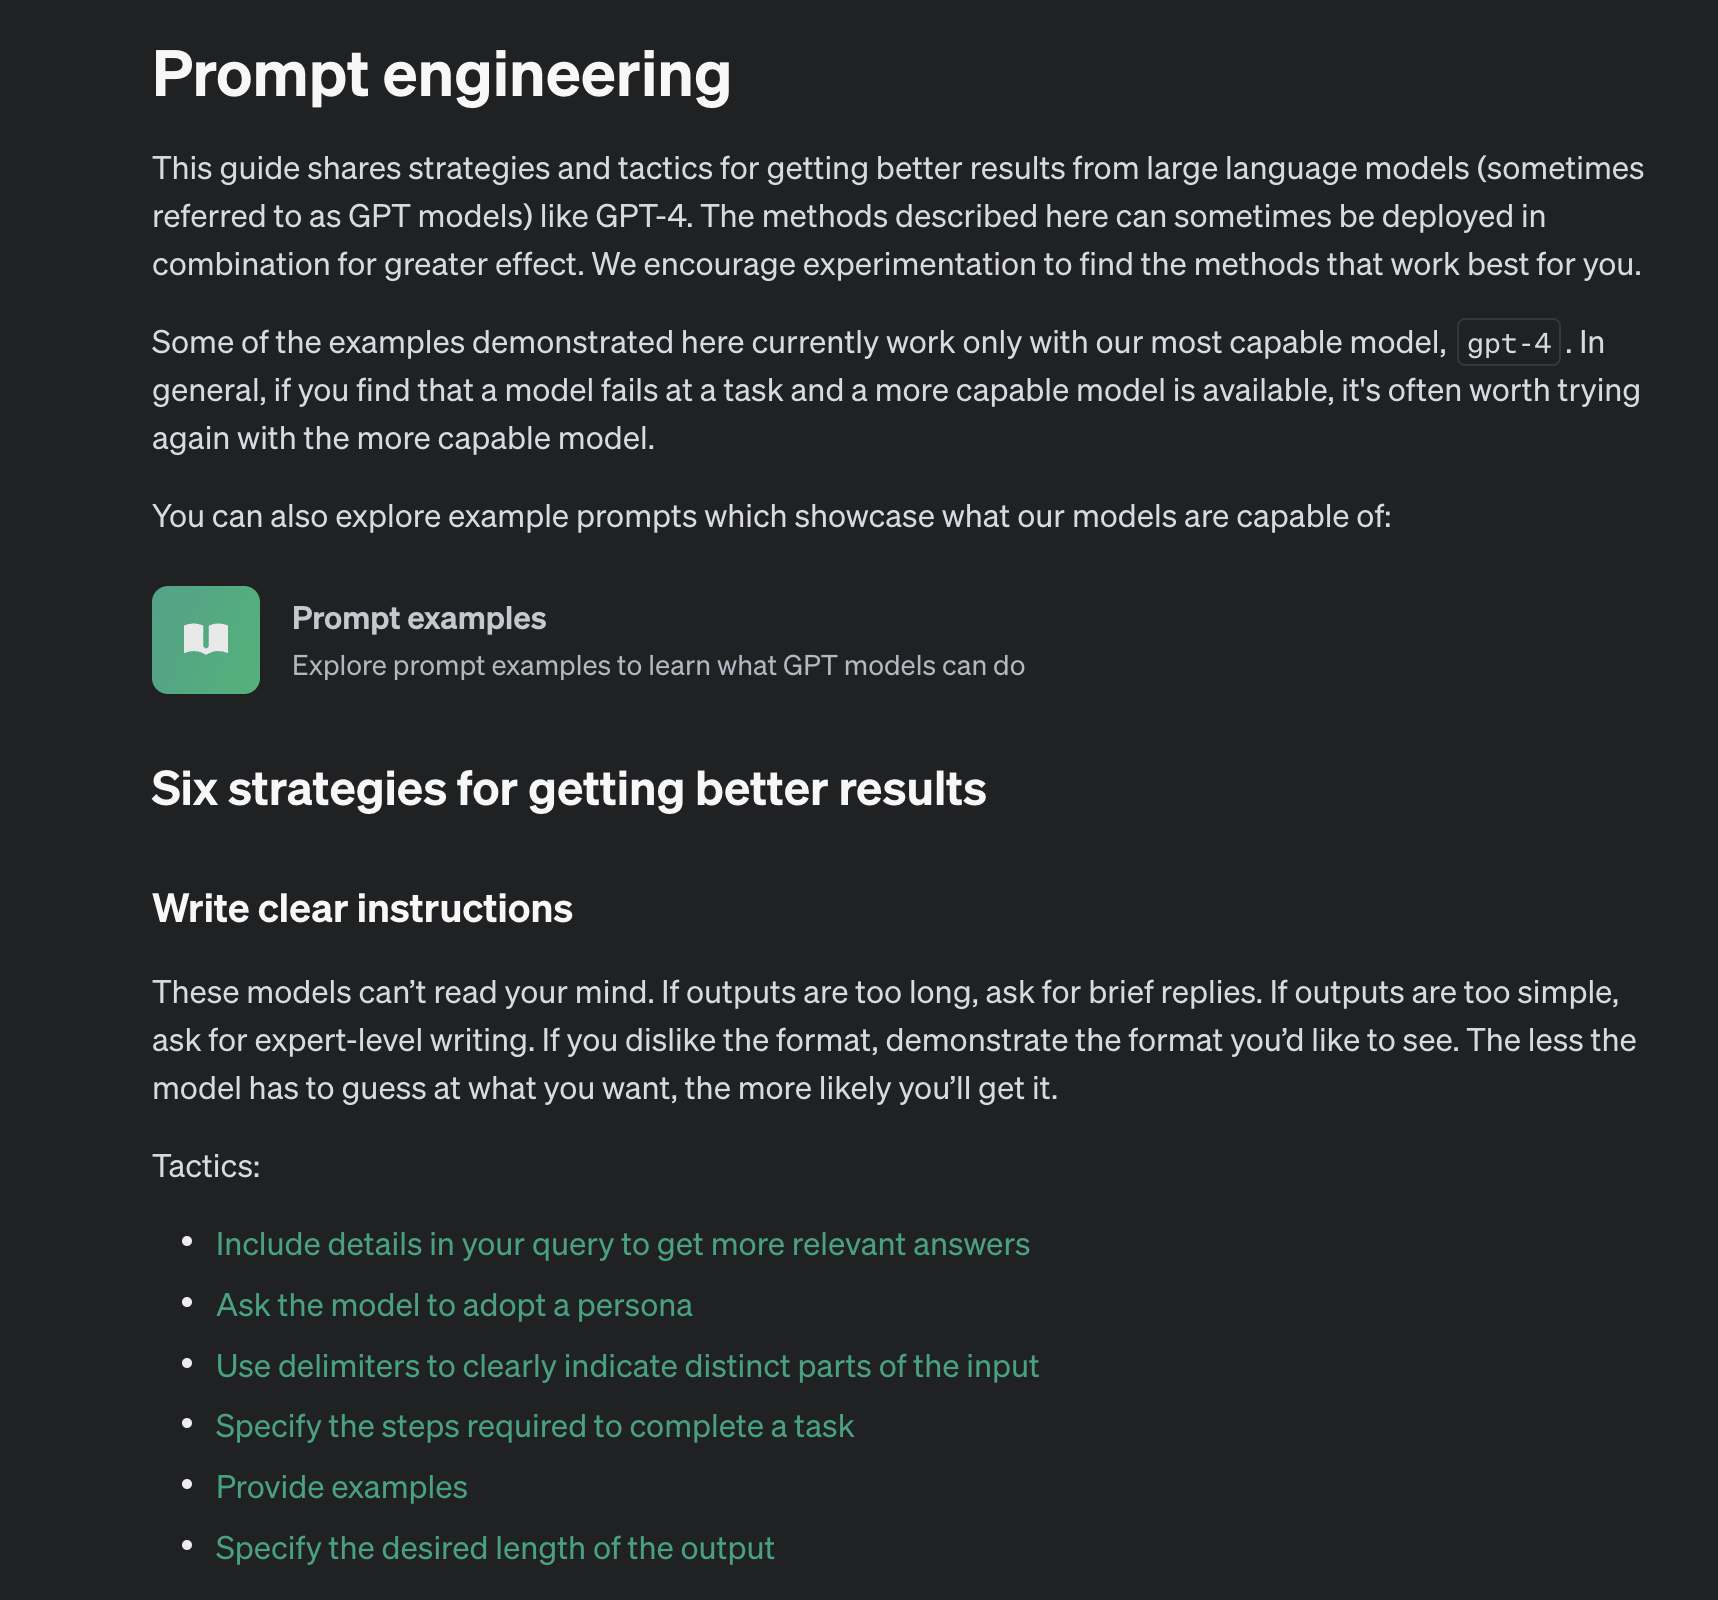 Prompt engineering
This guide shares strategies and tactics for getting better results from large language models (sometimes
referred to as GPT models) like GPT-4. The methods described here can sometimes be deployed in
combination for greater effect. We encourage experimentation to find the methods that work best for you.
Some of the examples demonstrated here currently work only with our most capable model, gpt-4. In
general, if you find that a model fails at a task and a more capable model is available, it's often worth trying
again with the more capable model.
You can also explore example prompts which showcase what our models are capable of:
Prompt examples
Explore prompt examples to learn what GPT models can do
Six strategies for getting better results
Write clear instructions
These models can’t read your mind. If outputs are too long, ask for brief replies. If outputs are too simple,
ask for expert-level writing. If you dislike the format, demonstrate the format you’d like to see. The less the
model has to guess at what you want, the more likely you’ll get it.
Tactics:
• Include details in your query to get more relevant answers
• Ask the model to adopt a persona
• Use delimiters to clearly indicate distinct parts of the input
• Specify the steps required to complete a task
• Provide examples
• Specify the desired length of the output